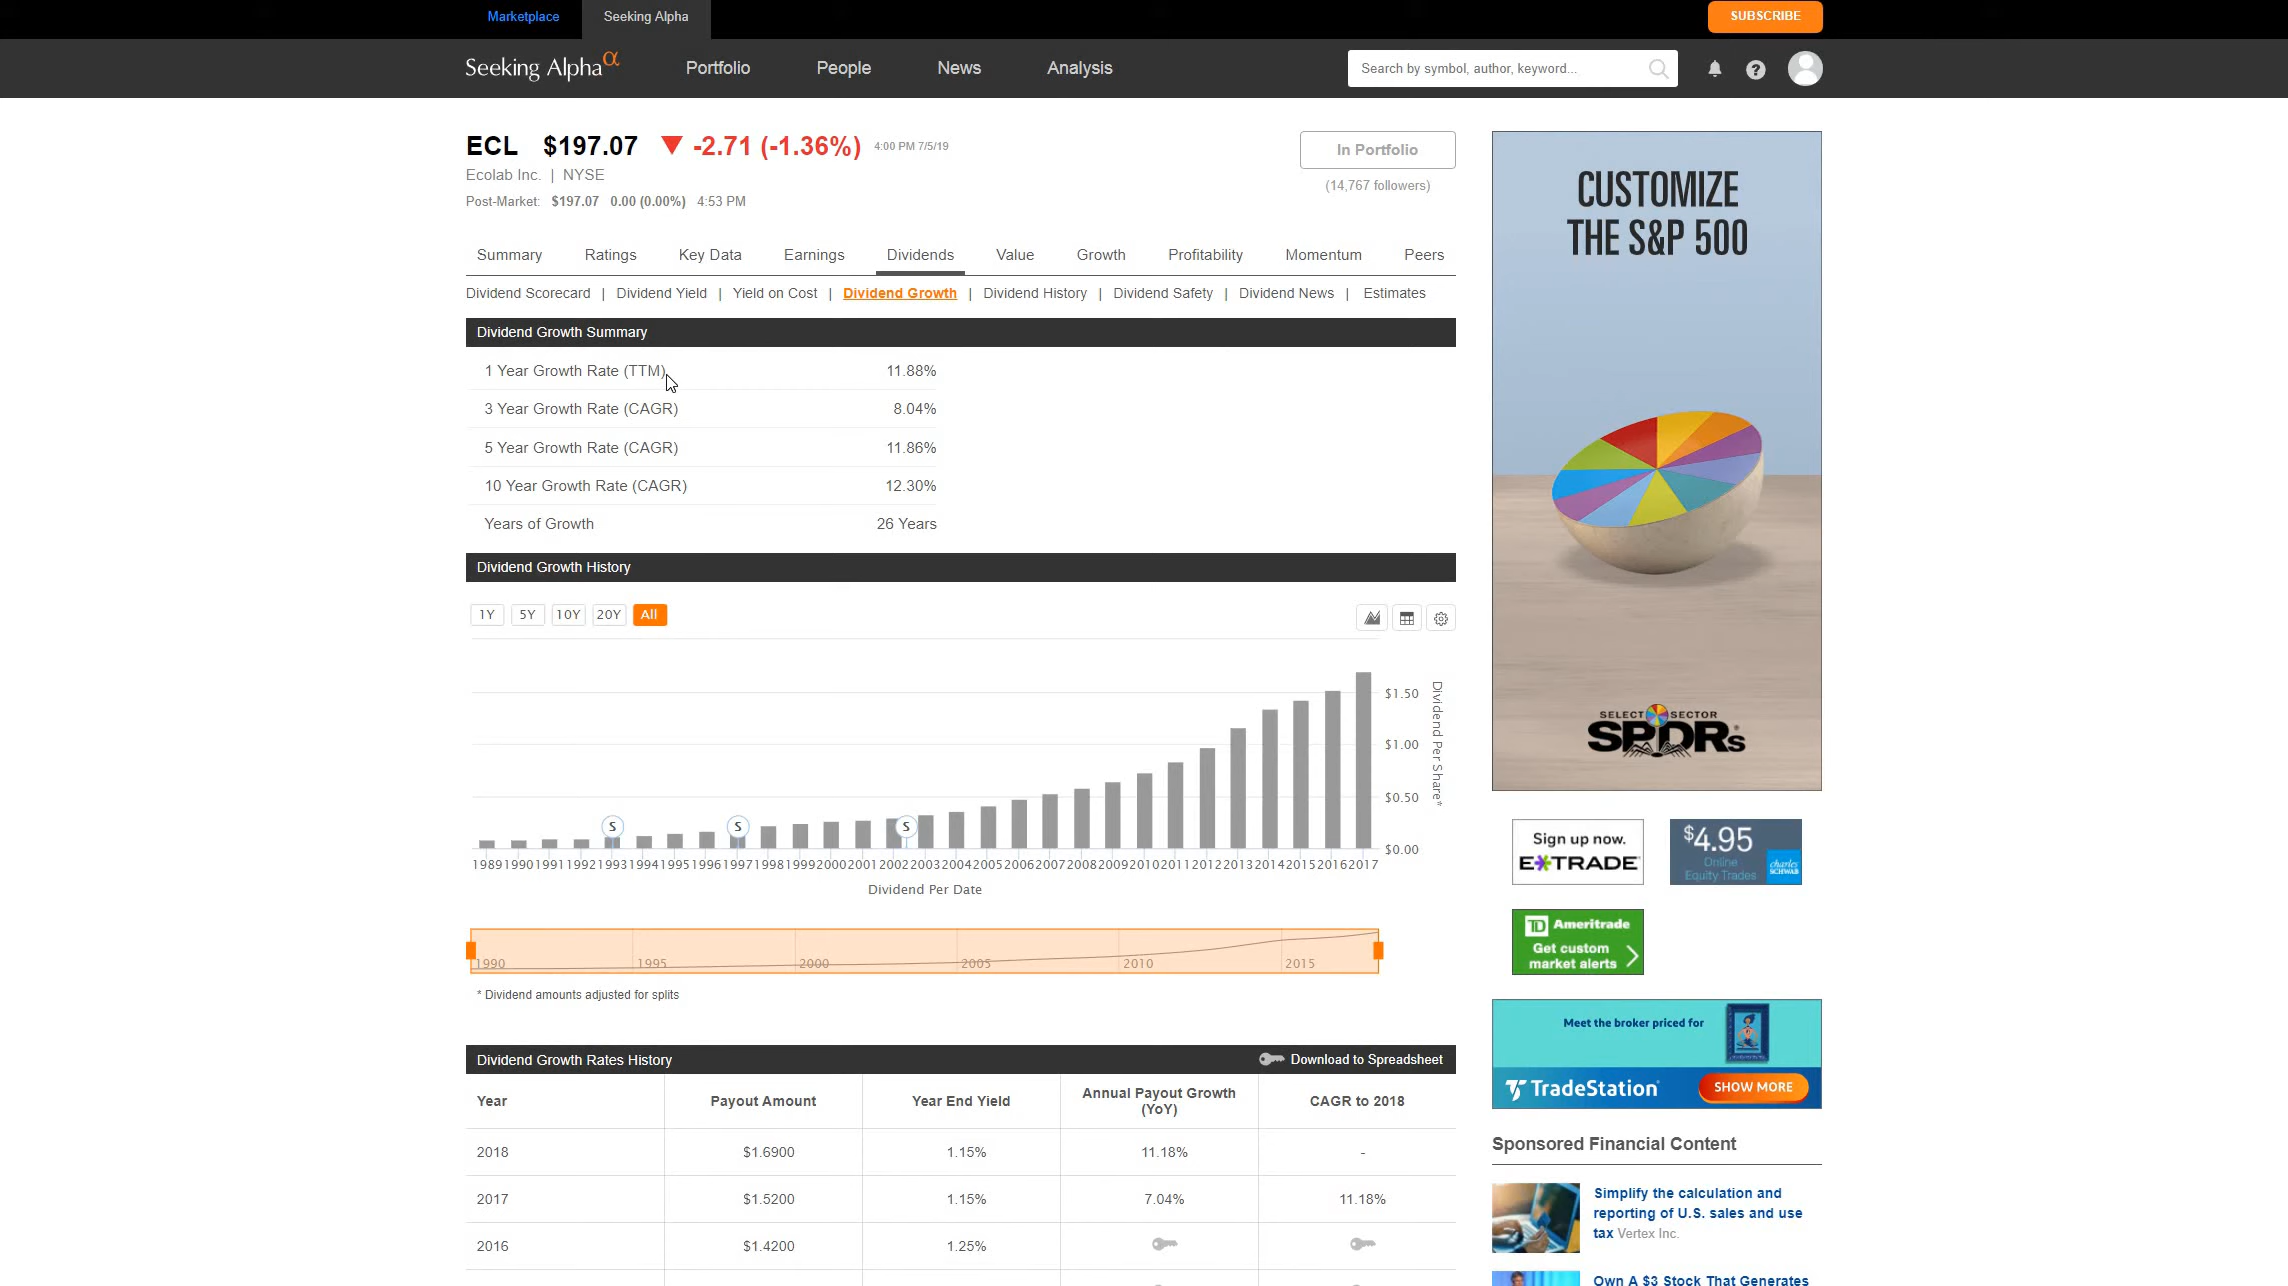 Marketplace
Seeking Alpha
SUBSCRIBE
Seeking Alpha α
Portfolio
People
News
Analysis
Search by symbol, author, keyword...
ECL $197.07 ▼ -2.71 (-1.36%) 4:00 PM 7/5/19
Ecolab Inc. | NYSE
Post-Market: $197.07 0.00 (0.00%) 4:53 PM
In Portfolio
(14,767 followers)
Summary Ratings Key Data Earnings Dividends Value Growth Profitability Momentum Peers
Dividend Scorecard | Dividend Yield | Yield on Cost | Dividend Growth | Dividend History | Dividend Safety | Dividend News | Estimates
Dividend Growth Summary
1 Year Growth Rate (TTM) 11.88%
3 Year Growth Rate (CAGR) 8.04%
5 Year Growth Rate (CAGR) 11.86%
10 Year Growth Rate (CAGR) 12.30%
Years of Growth 26 Years
Dividend Growth History
1Y 5Y 10Y 20Y All
$1.50
$1.00
$0.50
$0.00
Dividend Per Share*
S S S
1989 1990 1991 1992 1993 1994 1995 1996 1997 1998 1999 2000 2001 2002 2003 2004 2005 2006 2007 2008 2009 2010 2011 2012 2013 2014 2015 2016 2017
Dividend Per Date
1990 1995 2000 2005 2010 2015
* Dividend amounts adjusted for splits
Dividend Growth Rates History
Download to Spreadsheet
Year Payout Amount Year End Yield Annual Payout Growth (YoY) CAGR to 2018
2018 $1.6900 1.15% 11.18% -
2017 $1.5200 1.15% 7.04% 11.18%
2016 $1.4200 1.25%
CUSTOMIZE
THE S&P 500
SELECT SECTOR
SPDRs
Sign up now.
E*TRADE
$4.95
Online
Equity Trades
charles
SCHWAB
TD Ameritrade
Get custom
market alerts
Meet the broker priced for
TradeStation
SHOW MORE
Sponsored Financial Content
Simplify the calculation and
reporting of U.S. sales and use
tax Vertex Inc.
Own A $3 Stock That Generates